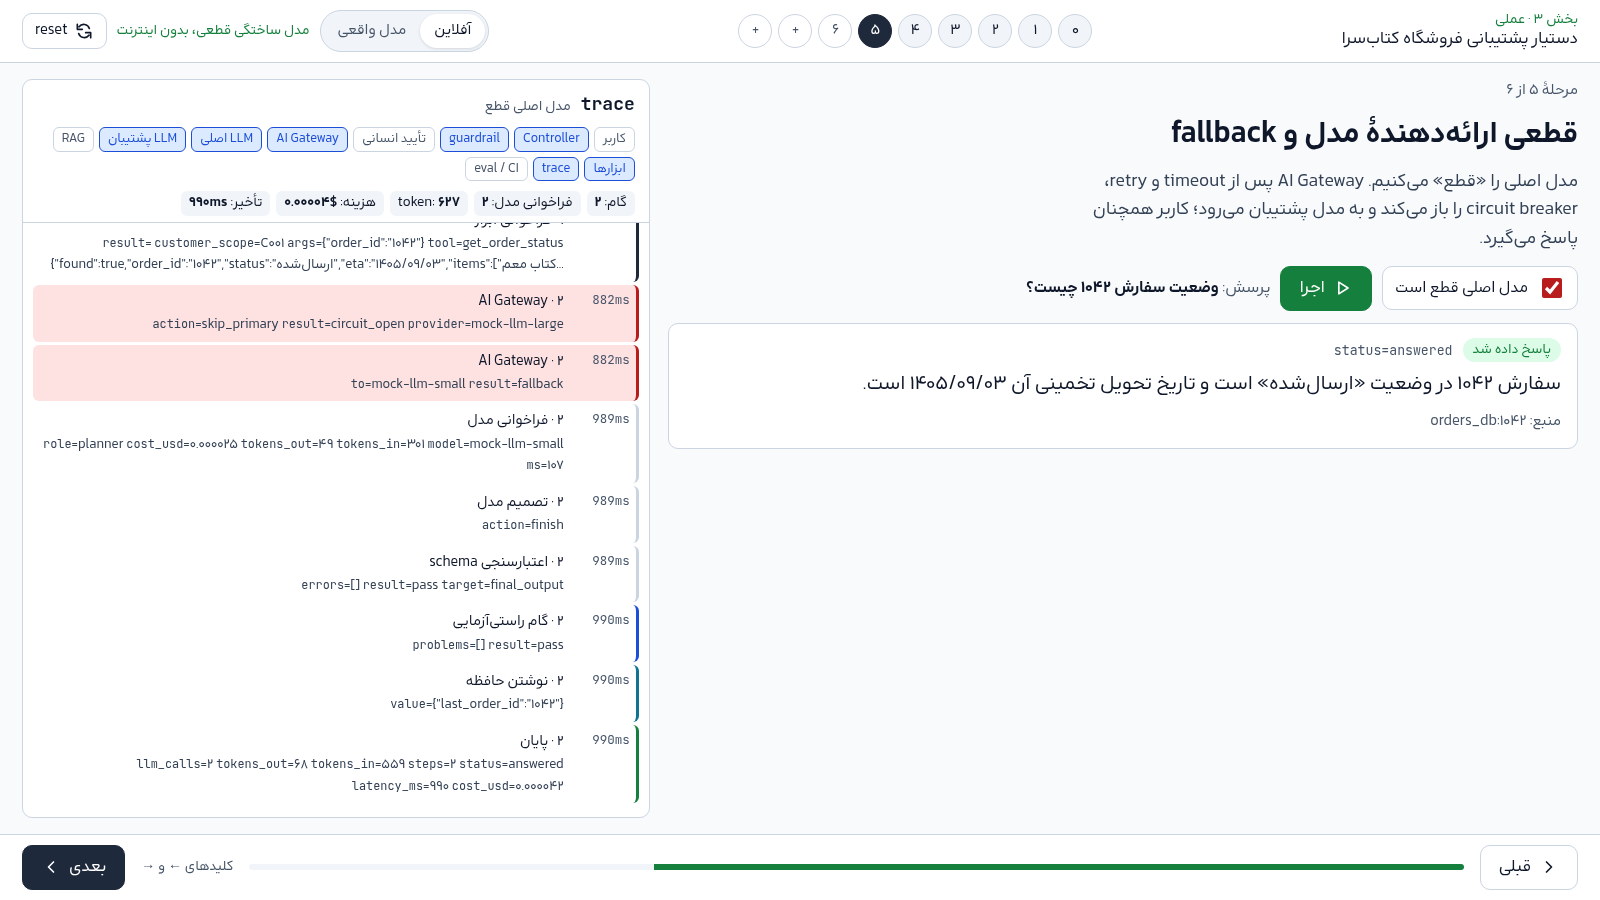 بخش ۳ · عملی
دستیار پشتیبانی فروشگاه کتاب‌سرا
۰ ۱ ۲ ۳ ۴ ۵ ۶ + +
آفلاین مدل واقعی
مدل ساختگی قطعی، بدون اینترنت
reset
مرحلهٔ ۵ از ۶
قطعی ارائه‌دهندهٔ مدل و fallback
مدل اصلی را «قطع» می‌کنیم. AI Gateway پس از timeout و retry،
circuit breaker را باز می‌کند و به مدل پشتیبان می‌رود؛ کاربر همچنان
پاسخ می‌گیرد.
مدل اصلی قطع است
اجرا
پرسش: وضعیت سفارش ۱۰۴۲ چیست؟
پاسخ داده شد status=answered
سفارش ۱۰۴۲ در وضعیت «ارسال‌شده» است و تاریخ تحویل تخمینی آن ۱۴۰۵/۰۹/۰۳ است.
منبع: orders_db:۱۰۴۲
trace مدل اصلی قطع
کاربر Controller guardrail تأیید انسانی AI Gateway LLM اصلی LLM پشتیبان RAG
ابزارها trace eval / CI
گام: ۲ فراخوانی مدل: ۲ token: ۶۲۷ هزینه: $۰.۰۰۰۰۴ تأخیر: ۹۹۰ms
result= customer_scope=C۰۰۱ args={"order_id":"۱۰۴۲"} tool=get_order_status
{"found":true,"order_id":"۱۰۴۲","status":"ارسال‌شده","eta":"۱۴۰۵/۰۹/۰۳","items":["کتاب معم…
882ms ۲ · AI Gateway
action=skip_primary result=circuit_open provider=mock-llm-large
882ms ۲ · AI Gateway
to=mock-llm-small result=fallback
989ms ۲ · فراخوانی مدل
role=planner cost_usd=۰.۰۰۰۰۲۵ tokens_out=۴۹ tokens_in=۳۰۱ model=mock-llm-small
ms=۱۰۷
989ms ۲ · تصمیم مدل
action=finish
989ms ۲ · اعتبارسنجی schema
errors=[] result=pass target=final_output
990ms ۲ · گام راستی‌آزمایی
problems=[] result=pass
990ms ۲ · نوشتن حافظه
value={"last_order_id":"۱۰۴۲"}
990ms ۲ · پایان
llm_calls=۲ tokens_out=۶۸ tokens_in=۵۵۹ steps=۲ status=answered
latency_ms=۹۹۰ cost_usd=۰.۰۰۰۰۴۲
قبلی
کلیدهای ← و →
بعدی